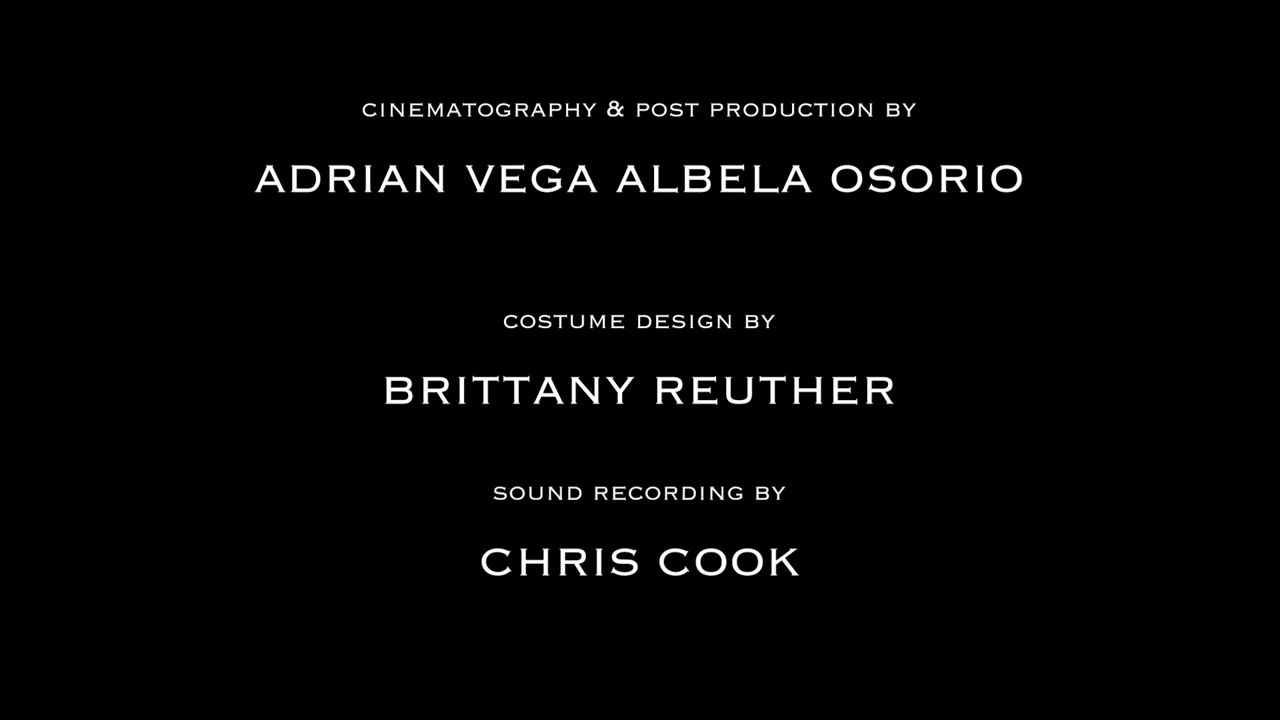 CINEMATOGRAPHY & POST PRODUCTION BY
ADRIAN VEGA ALBELA OSORIO
COSTUME DESIGN BY
BRITTANY REUTHER
SOUND RECORDING BY
CHRIS COOK